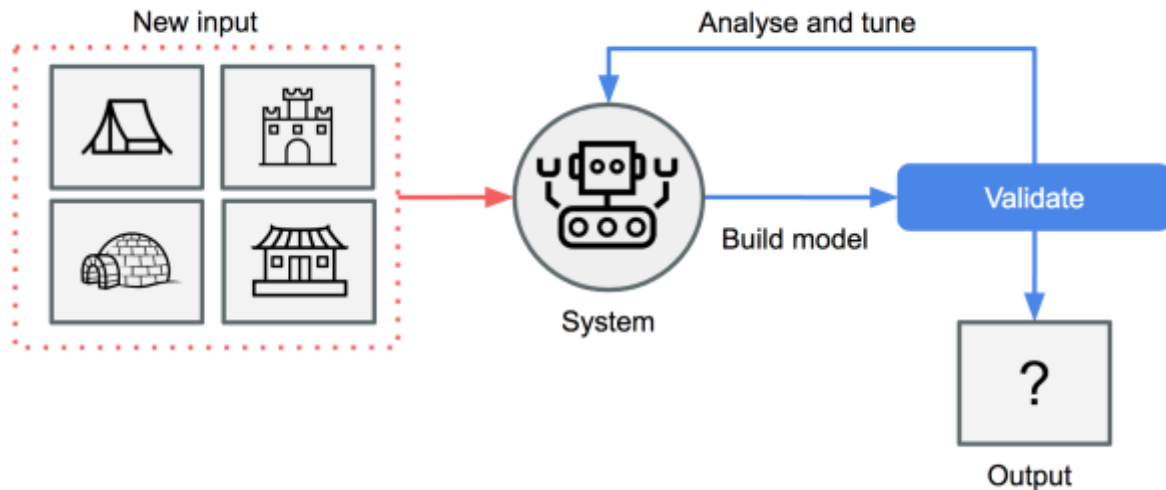 New input
Analyse and tune
Validate
Build model
System
?
Output